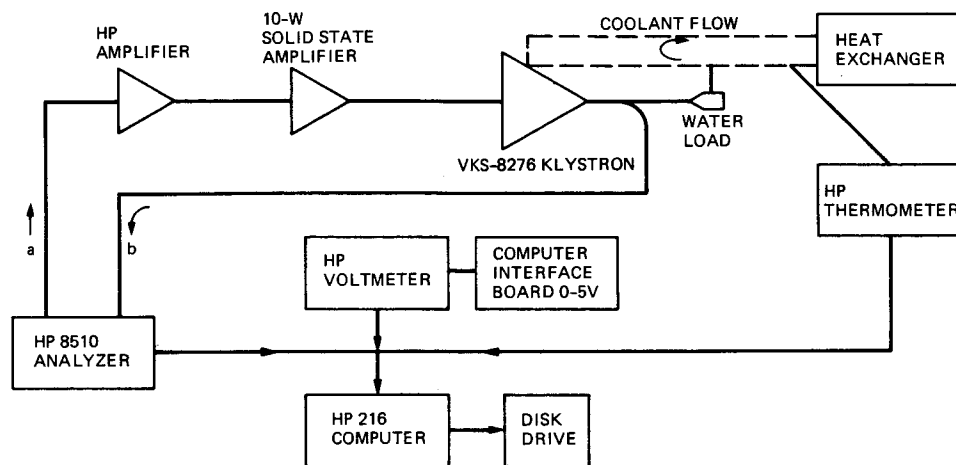 HP
AMPLIFIER
10-W
SOLID STATE
AMPLIFIER
COOLANT FLOW
HEAT
EXCHANGER
WATER
LOAD
VKS-8276 KLYSTRON
HP
THERMOMETER
a
b
HP
VOLTMETER
COMPUTER
INTERFACE
BOARD 0-5V
HP 8510
ANALYZER
HP 216
COMPUTER
DISK
DRIVE